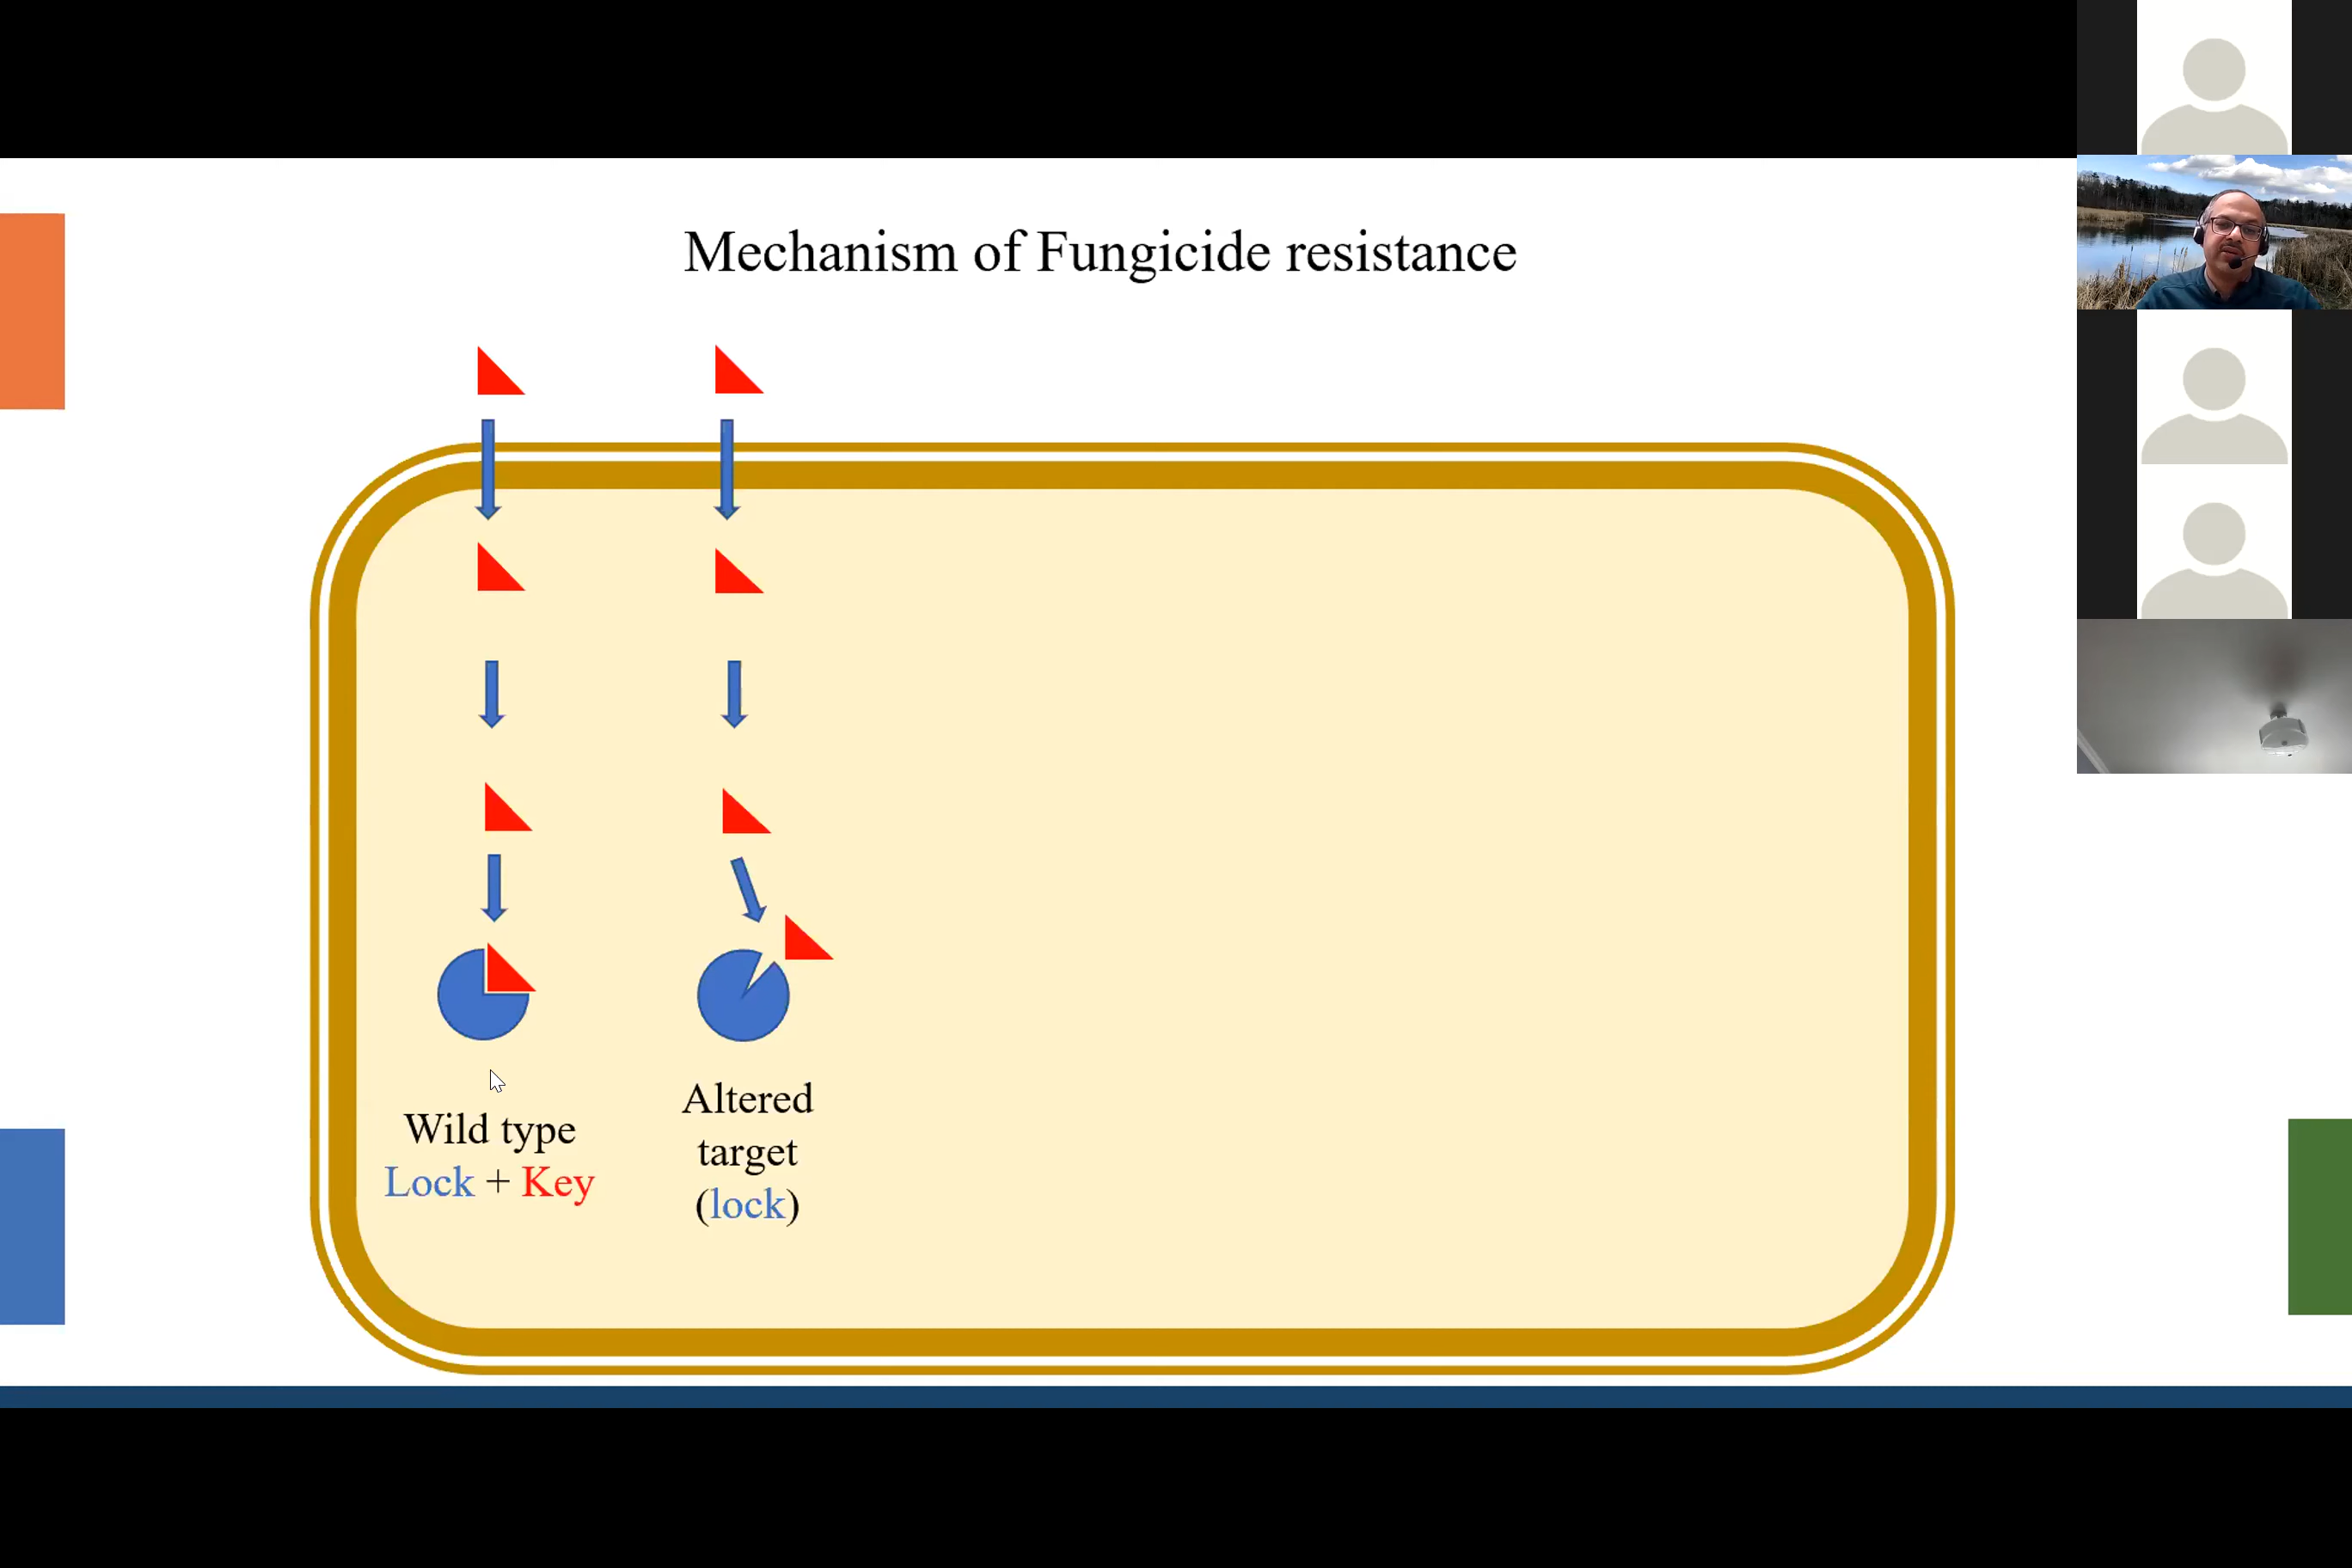 Mechanism of Fungicide resistance
Wild type
Lock + Key
Altered
target
(lock)